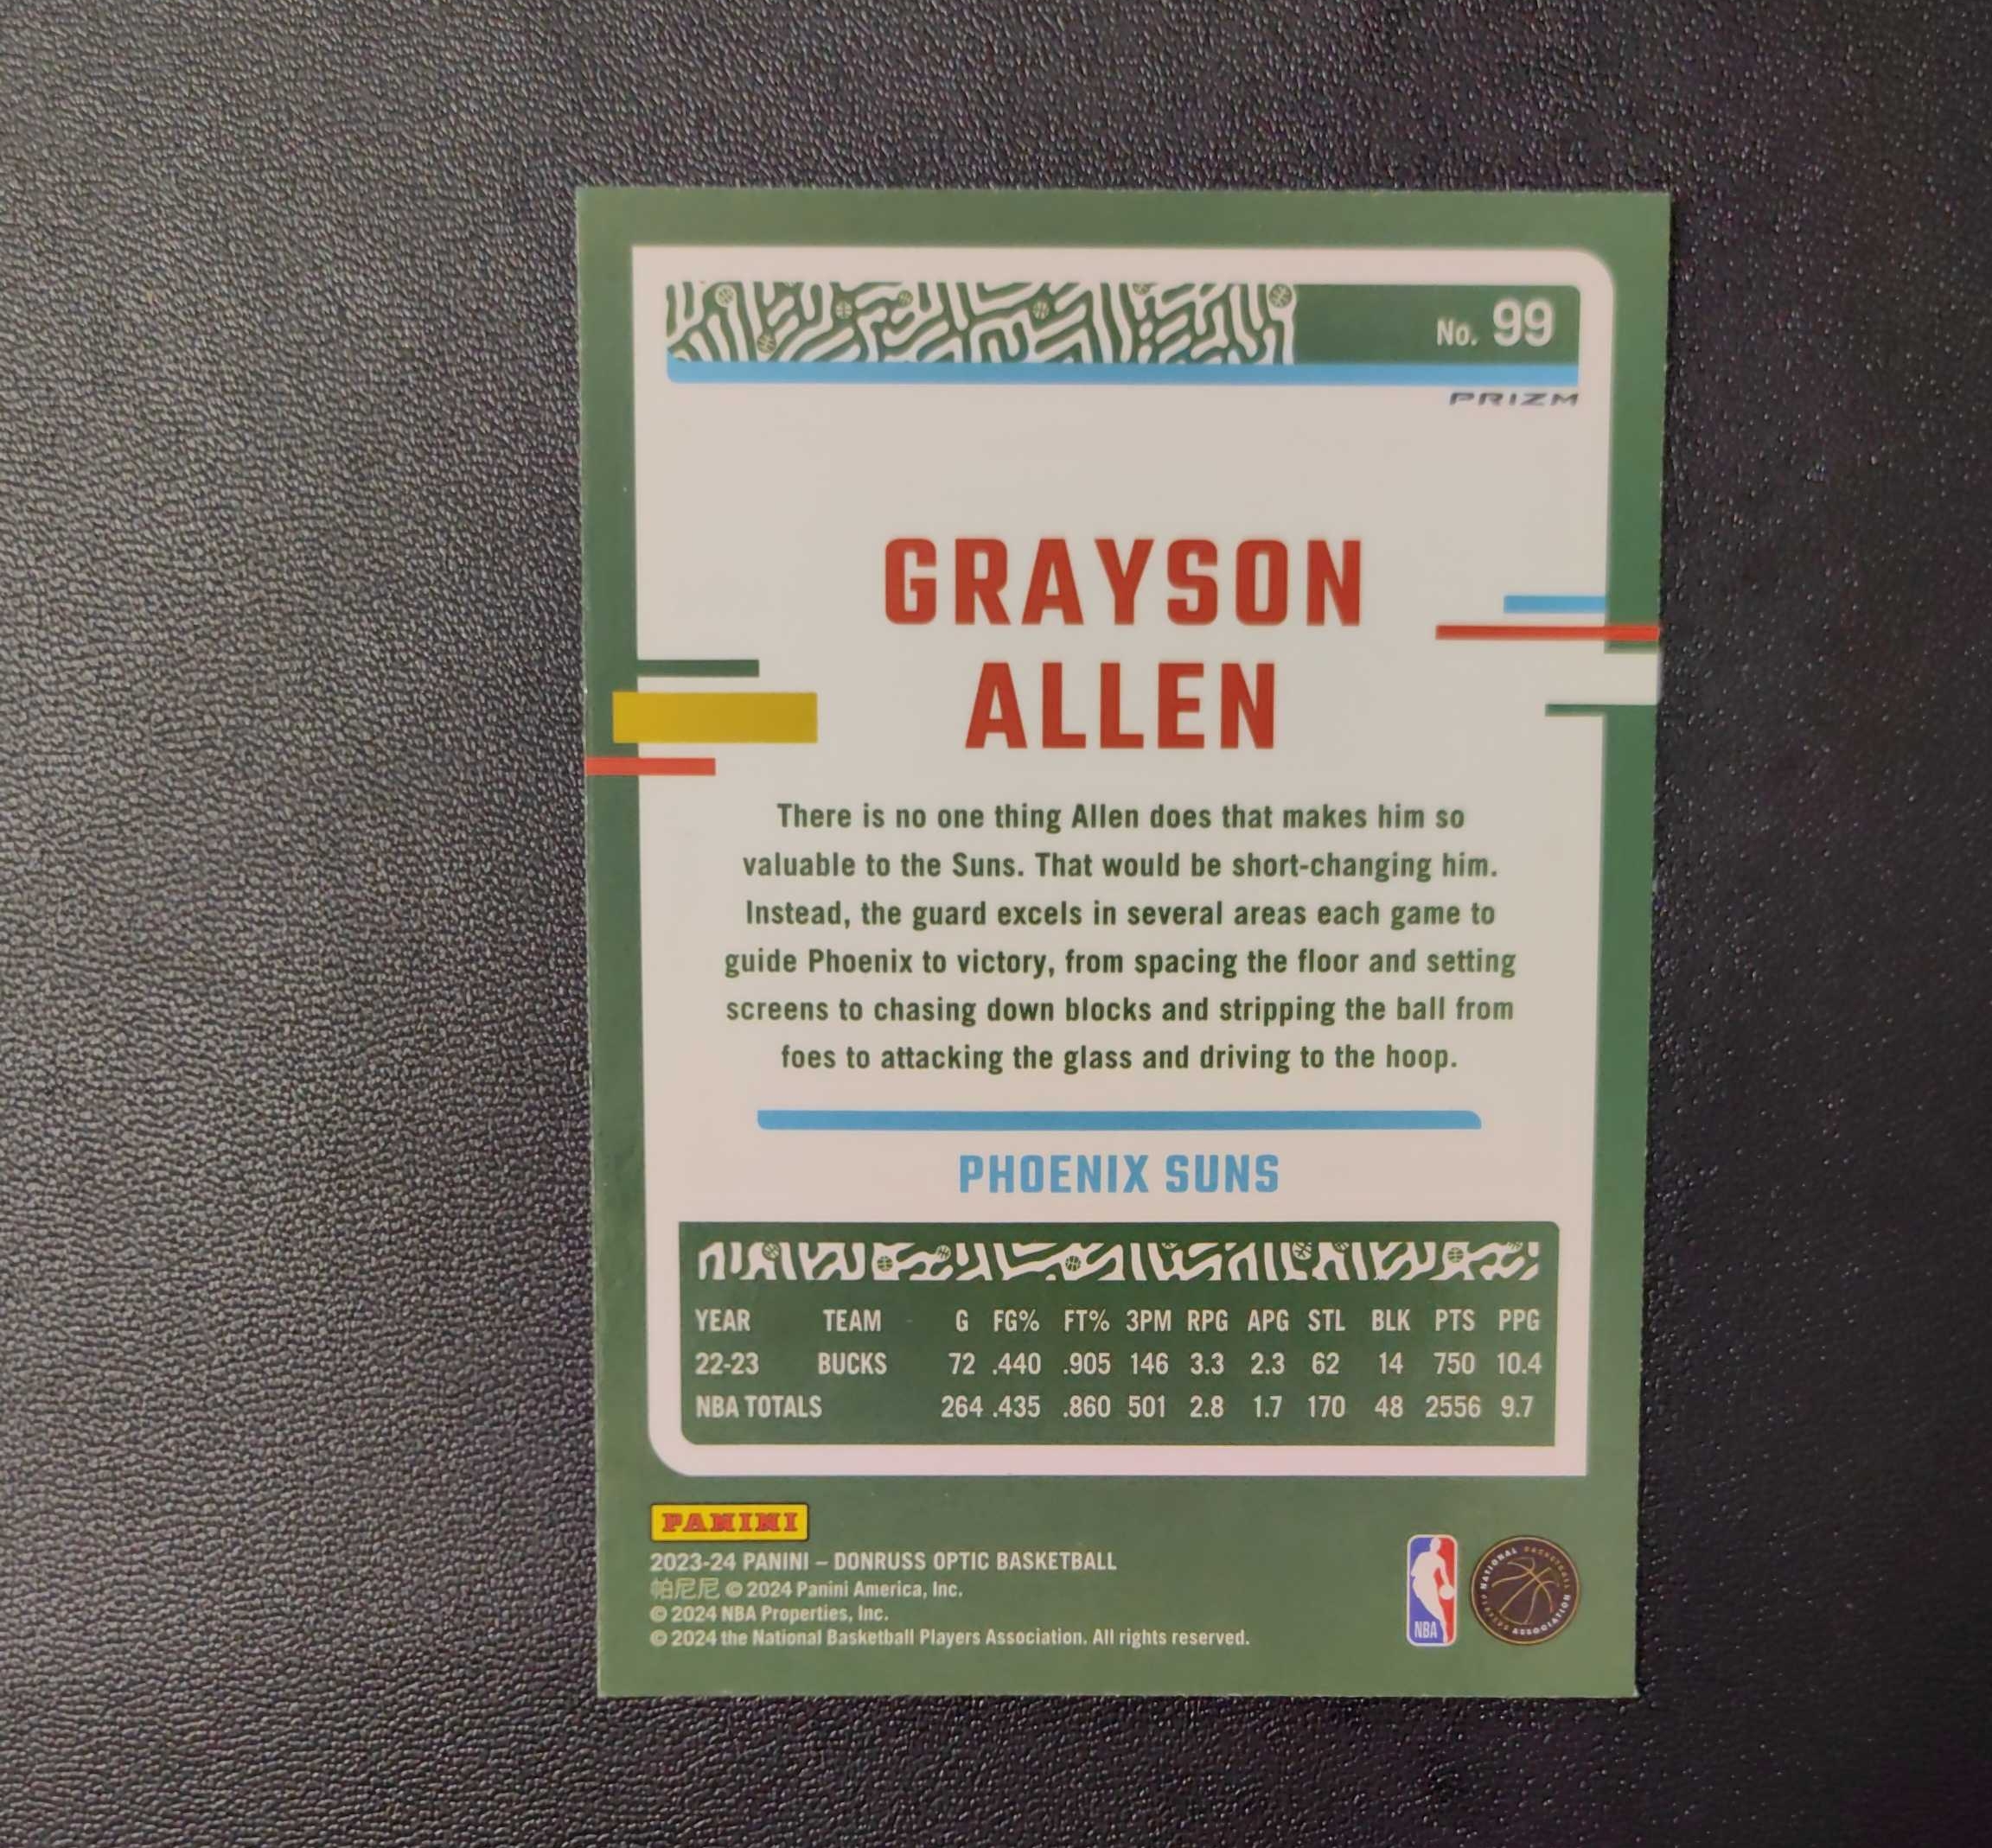 No. 99
PRIZM
GRAYSON
ALLEN
There is no one thing Allen does that makes him so
valuable to the Suns. That would be short-changing him.
Instead, the guard excels in several areas each game to
guide Phoenix to victory, from spacing the floor and setting
screens to chasing down blocks and stripping the ball from
foes to attacking the glass and driving to the hoop.
PHOENIX SUNS
YEAR TEAM G FG% FT% 3PM RPG APG STL BLK PTS PPG
22-23 BUCKS 72 .440 .905 146 3.3 2.3 62 14 750 10.4
NBA TOTALS 264 .435 .860 501 2.8 1.7 170 48 2556 9.7
PANINI
2023-24 PANINI – DONRUSS OPTIC BASKETBALL
帕尼尼 © 2024 Panini America, Inc.
© 2024 NBA Properties, Inc.
© 2024 the National Basketball Players Association. All rights reserved.
NBA
NATIONAL BASKETBALL PLAYERS ASSOCIATION